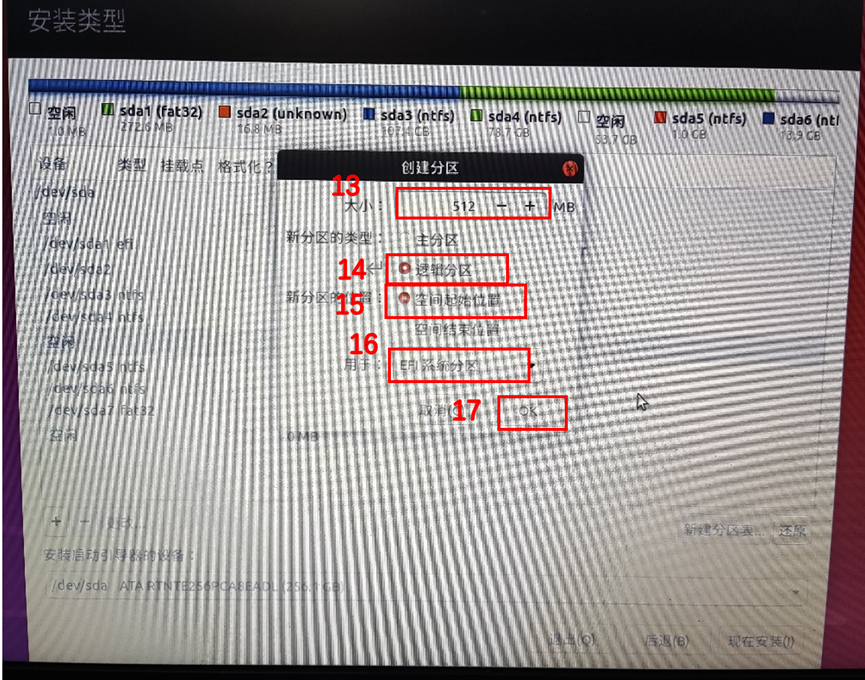 安装类型
空闲 sda1 (fat32) sda2 (unknown) sda3 (ntfs) sda4 (ntfs) 空闲 sda5 (ntfs) sda6 (ntf
1.0 MB 272.6 MB 16.8 MB 107.4 GB 78.7 GB 53.7 GB 1.0 GB 13.9 GB
设备 类型 挂载点 格式化?
创建分区
/dev/sda
空闲
/dev/sda1 efi
/dev/sda2
/dev/sda3 ntfs
/dev/sda4 ntfs
空闲
/dev/sda5 ntfs
/dev/sda6 ntfs
/dev/sda7 fat32
空闲
13
大小: 512 − + MB
新分区的类型: 主分区
14 逻辑分区
新分区的位置: 空间起始位置
15
空间结束位置
16
用于: EFI 系统分区
取消(C) 17 OK
0 MB
+ − 更改...
新建分区表... 还原
安装启动引导器的设备:
/dev/sda ATA RTNTE256PCA8EADL (256.1 GB)
退出(Q) 后退(B) 现在安装(I)